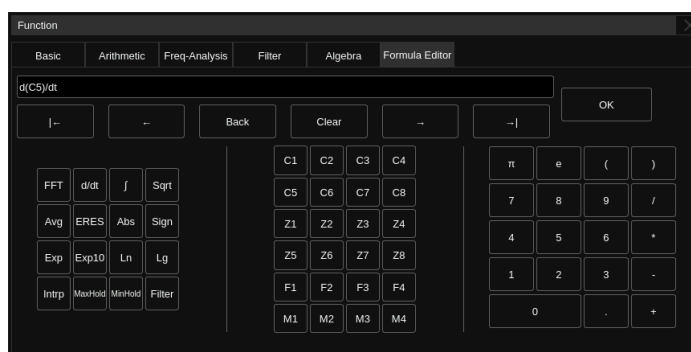 Function
Basic Arithmetic Freq-Analysis Filter Algebra Formula Editor
d(C5)/dt
OK
|← ← Back Clear → →|
C1 C2 C3 C4
π e ( )
FFT d/dt ∫ Sqrt
C5 C6 C7 C8
7 8 9 /
Avg ERES Abs Sign
Z1 Z2 Z3 Z4
4 5 6 *
Exp Exp10 Ln Lg
Z5 Z6 Z7 Z8
1 2 3 -
Intrp MaxHold MinHold Filter
F1 F2 F3 F4
0 . +
M1 M2 M3 M4